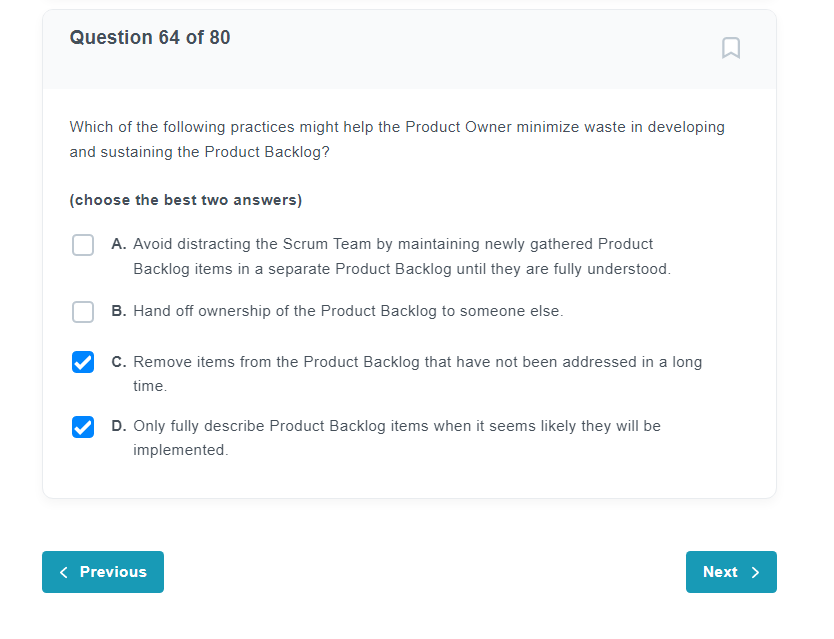 Question 64 of 80
Which of the following practices might help the Product Owner minimize waste in developing
and sustaining the Product Backlog?
(choose the best two answers)
A. Avoid distracting the Scrum Team by maintaining newly gathered Product
Backlog items in a separate Product Backlog until they are fully understood.
B. Hand off ownership of the Product Backlog to someone else.
C. Remove items from the Product Backlog that have not been addressed in a long
time.
D. Only fully describe Product Backlog items when it seems likely they will be
implemented.
Previous
Next